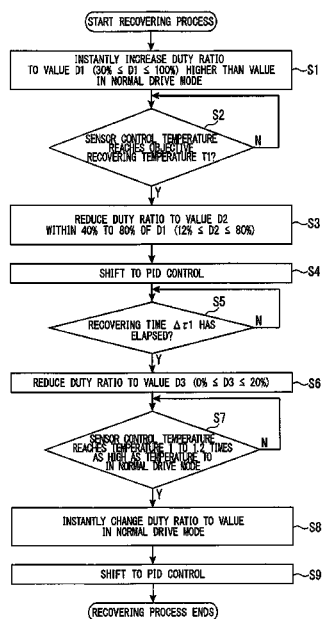 START RECOVERING PROCESS
INSTANTLY INCREASE DUTY RATIO
TO VALUE D1 (30% ≤ D1 ≤ 100%) HIGHER THAN VALUE
IN NORMAL DRIVE MODE
S1
S2
SENSOR CONTROL TEMPERATURE
REACHES OBJECTIVE
RECOVERING TEMPERATURE T1?
N
Y
REDUCE DUTY RATIO TO VALUE D2
WITHIN 40% TO 80% OF D1 (12% ≤ D2 ≤ 80%)
S3
SHIFT TO PID CONTROL
S4
S5
RECOVERING TIME Δτ1 HAS
ELAPSED?
N
Y
REDUCE DUTY RATIO TO VALUE D3 (0% ≤ D3 ≤ 20%)
S6
S7
SENSOR CONTROL TEMPERATURE
REACHES TEMPERATURE 1 TO 1.2 TIMES
AS HIGH AS TEMPERATURE T0
IN NORMAL DRIVE MODE
N
Y
INSTANTLY CHANGE DUTY RATIO TO VALUE
IN NORMAL DRIVE MODE
S8
SHIFT TO PID CONTROL
S9
RECOVERING PROCESS ENDS